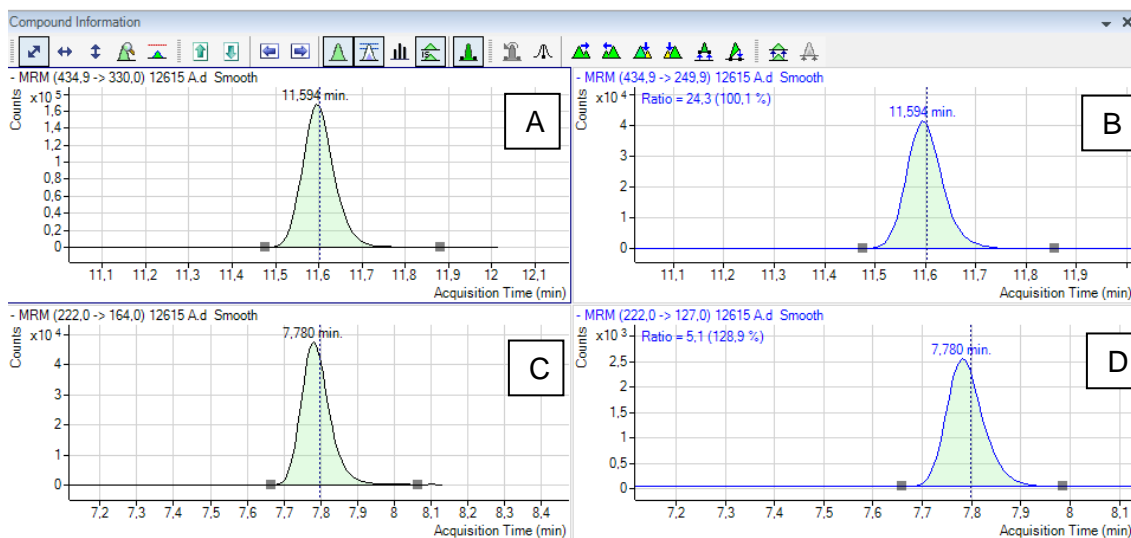 Compound Information
- MRM (434,9 -> 330,0) 12615 A.d Smooth
Counts
x10 5
11,594 min.
A
1,6
1,4
1,2
1
0,8
0,6
0,4
0,2
0
11,1 11,2 11,3 11,4 11,5 11,6 11,7 11,8 11,9 12 12,1
Acquisition Time (min)
- MRM (434,9 -> 249,9) 12615 A.d Smooth
Counts
x10 4
Ratio = 24,3 (100,1 %)
11,594 min.
B
4
3
2
1
0
11,1 11,2 11,3 11,4 11,5 11,6 11,7 11,8 11,9
Acquisition Time (min)
- MRM (222,0 -> 164,0) 12615 A.d Smooth
Counts
x10 4
7,780 min.
C
4
3
2
1
0
7,2 7,3 7,4 7,5 7,6 7,7 7,8 7,9 8 8,1 8,2 8,3 8,4
Acquisition Time (min)
- MRM (222,0 -> 127,0) 12615 A.d Smooth
Counts
x10 3
Ratio = 5,1 (128,9 %)
7,780 min.
D
2,5
2
1,5
1
0,5
0
7,2 7,3 7,4 7,5 7,6 7,7 7,8 7,9 8 8,1
Acquisition Time (min)